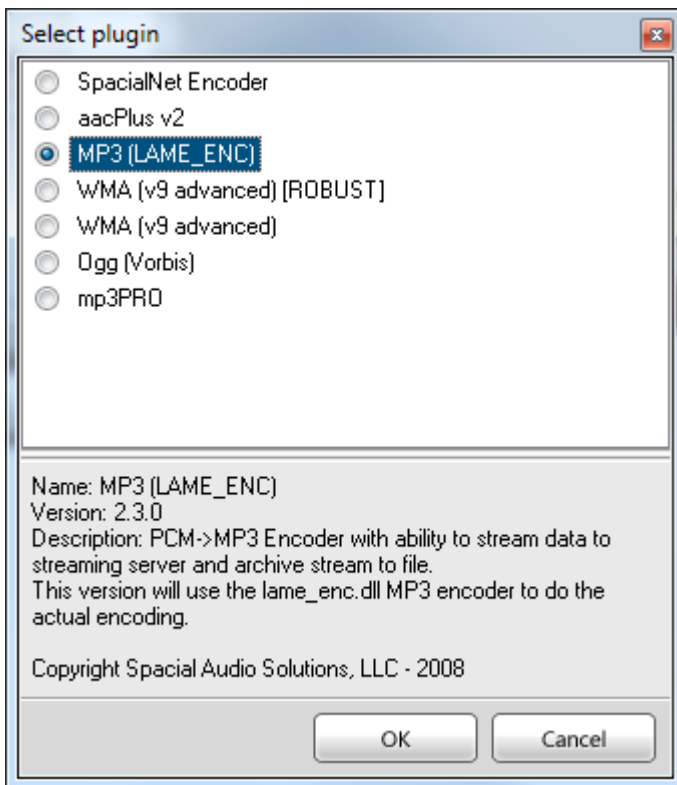 Select plugin
SpacialNet Encoder
aacPlus v2
MP3 (LAME_ENC)
WMA (v9 advanced) [ROBUST]
WMA (v9 advanced)
Ogg (Vorbis)
mp3PRO
Name: MP3 (LAME_ENC)
Version: 2.3.0
Description: PCM->MP3 Encoder with ability to stream data to
streaming server and archive stream to file.
This version will use the lame_enc.dll MP3 encoder to do the
actual encoding.
Copyright Spacial Audio Solutions, LLC - 2008
OK
Cancel